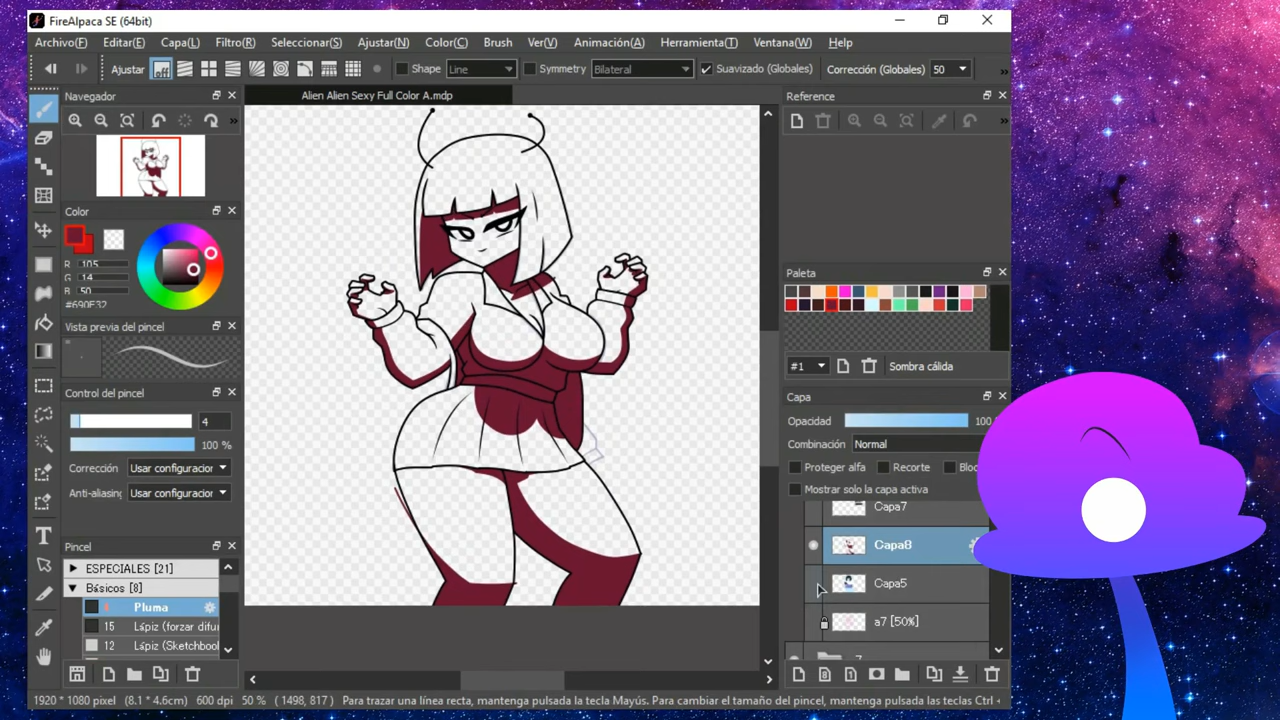 FireAlpaca SE (64bit)
Archivo(F) Editar(E) Capa(L) Filtro(R) Seleccionar(S) Ajustar(N) Color(C) Brush Ver(V) Animación(A) Herramienta(T) Ventana(W) Help
Ajustar off Shape Line Symmetry Bilateral Suavizado (Globales) Corrección (Globales) 50 »
Navegador
Alien Alien Sexy Full Color A.mdp
Reference
»
»
Color
R 105
G 14
B 50
#690E32
Paleta
Vista previa del pincel
#1
Sombra cálida
Control del pincel
Capa
4
Opacidad 100
100 %
Combinación Normal
Corrección Usar configuracior
Proteger alfa Recorte Bloc
Anti-aliasing Usar configuracior
Mostrar solo la capa activa
Capa7
Capa8
Pincel
ESPECIALES [21]
Básicos [8]
Capa5
Pluma
15 Lápiz (forzar difu
a7 [50%]
12 Lápiz (Sketchbool
1920 * 1080 pixel (8.1 * 4.6cm) 600 dpi 50 % ( 1498, 817 ) Para trazar una línea recta, mantenga pulsada la tecla Mayús. Para cambiar el tamaño del pincel, mantenga pulsadas las teclas Ctrl